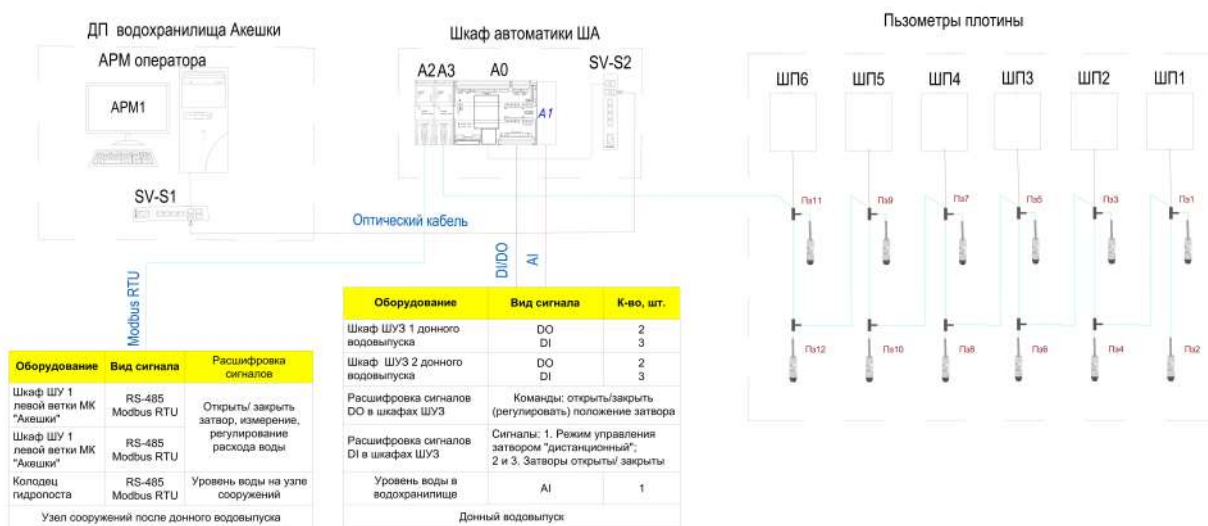 ДП водохранилища Акешки
АРМ оператора
АРМ1
SV-S1
Шкаф автоматики ША
А2 А3 А0
А1
SV-S2
Пьзометры плотины
ШП6 ШП5 ШП4 ШП3 ШП2 ШП1
Пз11 Пз9 Пз7 Пз5 Пз3 Пз1
Пз12 Пз10 Пз8 Пз6 Пз4 Пз2
Оптический кабель
Modbus RTU
DI/DO
AI
Оборудование Вид сигнала Расшифровка
сигналов
Шкаф ШУ 1
левой ветки МК
"Акешки"
RS-485
Modbus RTU
Открыть/ закрыть
затвор, измерение,
регулирование
расхода воды
Шкаф ШУ 1
левой ветки МК
"Акешки"
RS-485
Modbus RTU
Колодец
гидропоста
RS-485
Modbus RTU
Уровень воды на узле
сооружений
Узел сооружений после донного водовыпуска
Оборудование Вид сигнала К-во, шт.
Шкаф ШУЗ 1 донного
водовыпуска
DO 2
DI 3
Шкаф ШУЗ 2 донного
водовыпуска
DO 2
DI 3
Расшифровка сигналов
DO в шкафах ШУЗ
Команды: открыть/закрыть
(регулировать) положение затвора
Расшифровка сигналов
DI в шкафах ШУЗ
Сигналы: 1. Режим управления
затвором "дистанционный";
2 и 3. Затворы открыты/ закрыты
Уровень воды в
водохранилище
AI 1
Донный водовыпуск